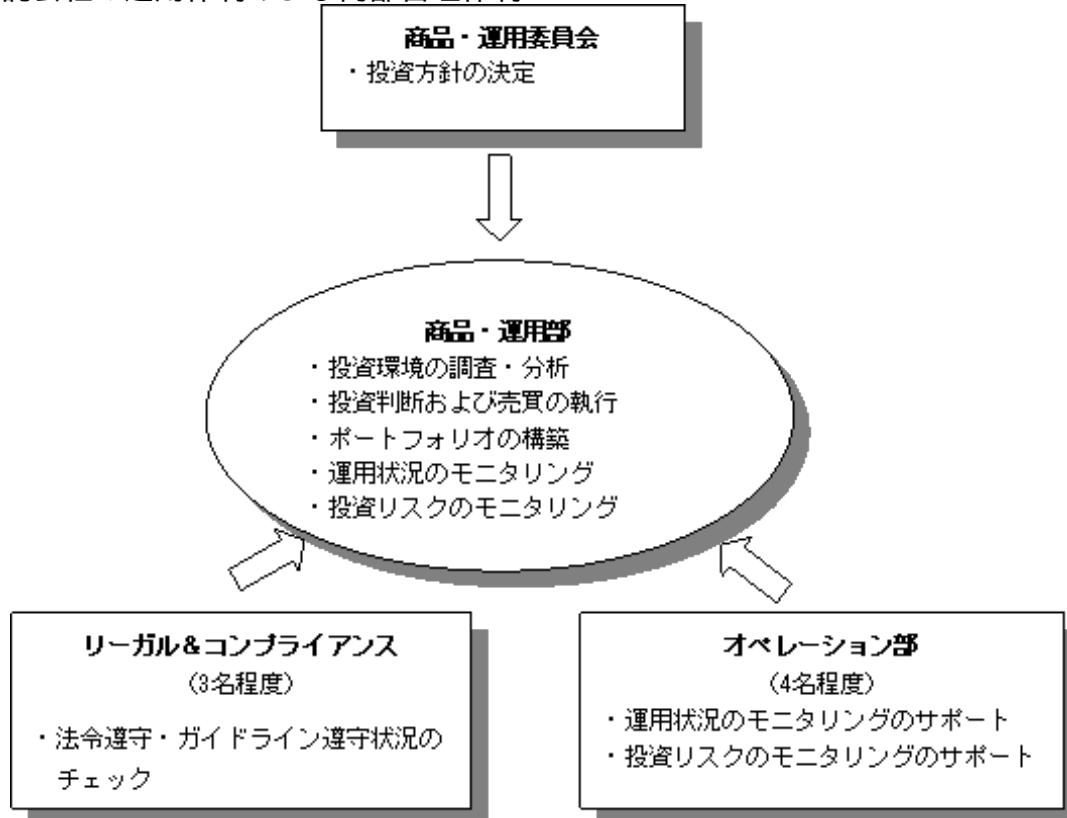 商品・運用委員会
・投資方針の決定
商品・運用部
・投資環境の調査・分析
・投資判断および売買の執行
・ポートフォリオの構築
・運用状況のモニタリング
・投資リスクのモニタリング
リーガル&コンプライアンス
(3名程度)
・法令遵守・ガイドライン遵守状況の
チェック
オペレーション部
(4名程度)
・運用状況のモニタリングのサポート
・投資リスクのモニタリングのサポート